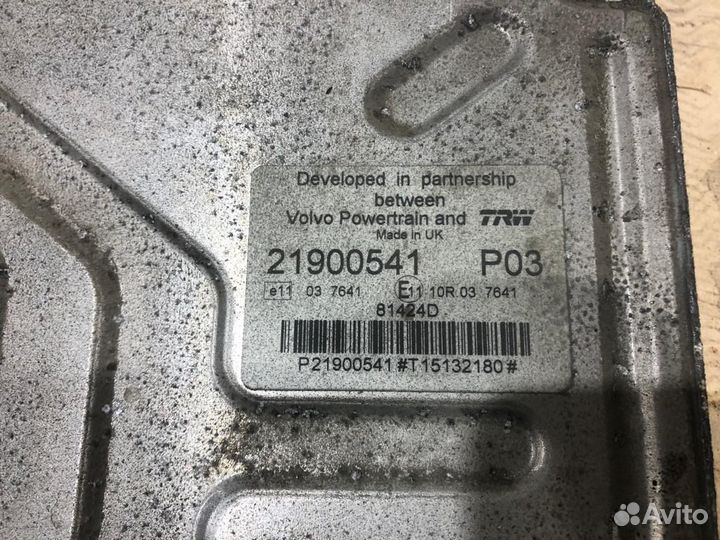 Developed in partnership
between
Volvo Powertrain and TRW
Made in UK
21900541 P03
e11 03 7641 E11 10R 03 7641
81424D
P21900541#T15132180#
Avito